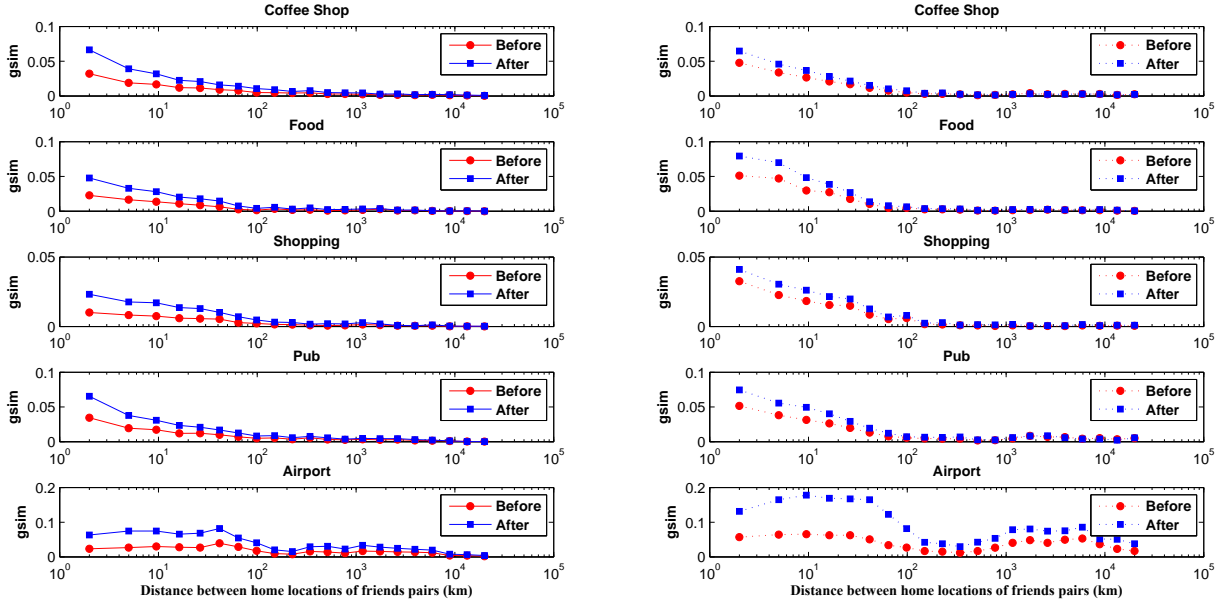 Coffee Shop
0.1
0.05
0
gsim
Before
After
10^0 10^1 10^2 10^3 10^4 10^5
Food
0.1
0.05
0
gsim
Before
After
10^0 10^1 10^2 10^3 10^4 10^5
Shopping
0.05
0
gsim
Before
After
10^0 10^1 10^2 10^3 10^4 10^5
Pub
0.1
0.05
0
gsim
Before
After
10^0 10^1 10^2 10^3 10^4 10^5
Airport
0.2
0.1
0
gsim
Before
After
10^0 10^1 10^2 10^3 10^4 10^5
Distance between home locations of friends pairs (km)
Coffee Shop
0.1
0.05
0
gsim
Before
After
10^0 10^1 10^2 10^3 10^4 10^5
Food
0.1
0.05
0
gsim
Before
After
10^0 10^1 10^2 10^3 10^4 10^5
Shopping
0.05
0
gsim
Before
After
10^0 10^1 10^2 10^3 10^4 10^5
Pub
0.1
0.05
0
gsim
Before
After
10^0 10^1 10^2 10^3 10^4 10^5
Airport
0.2
0.1
0
gsim
Before
After
10^0 10^1 10^2 10^3 10^4 10^5
Distance between home locations of friends pairs (km)